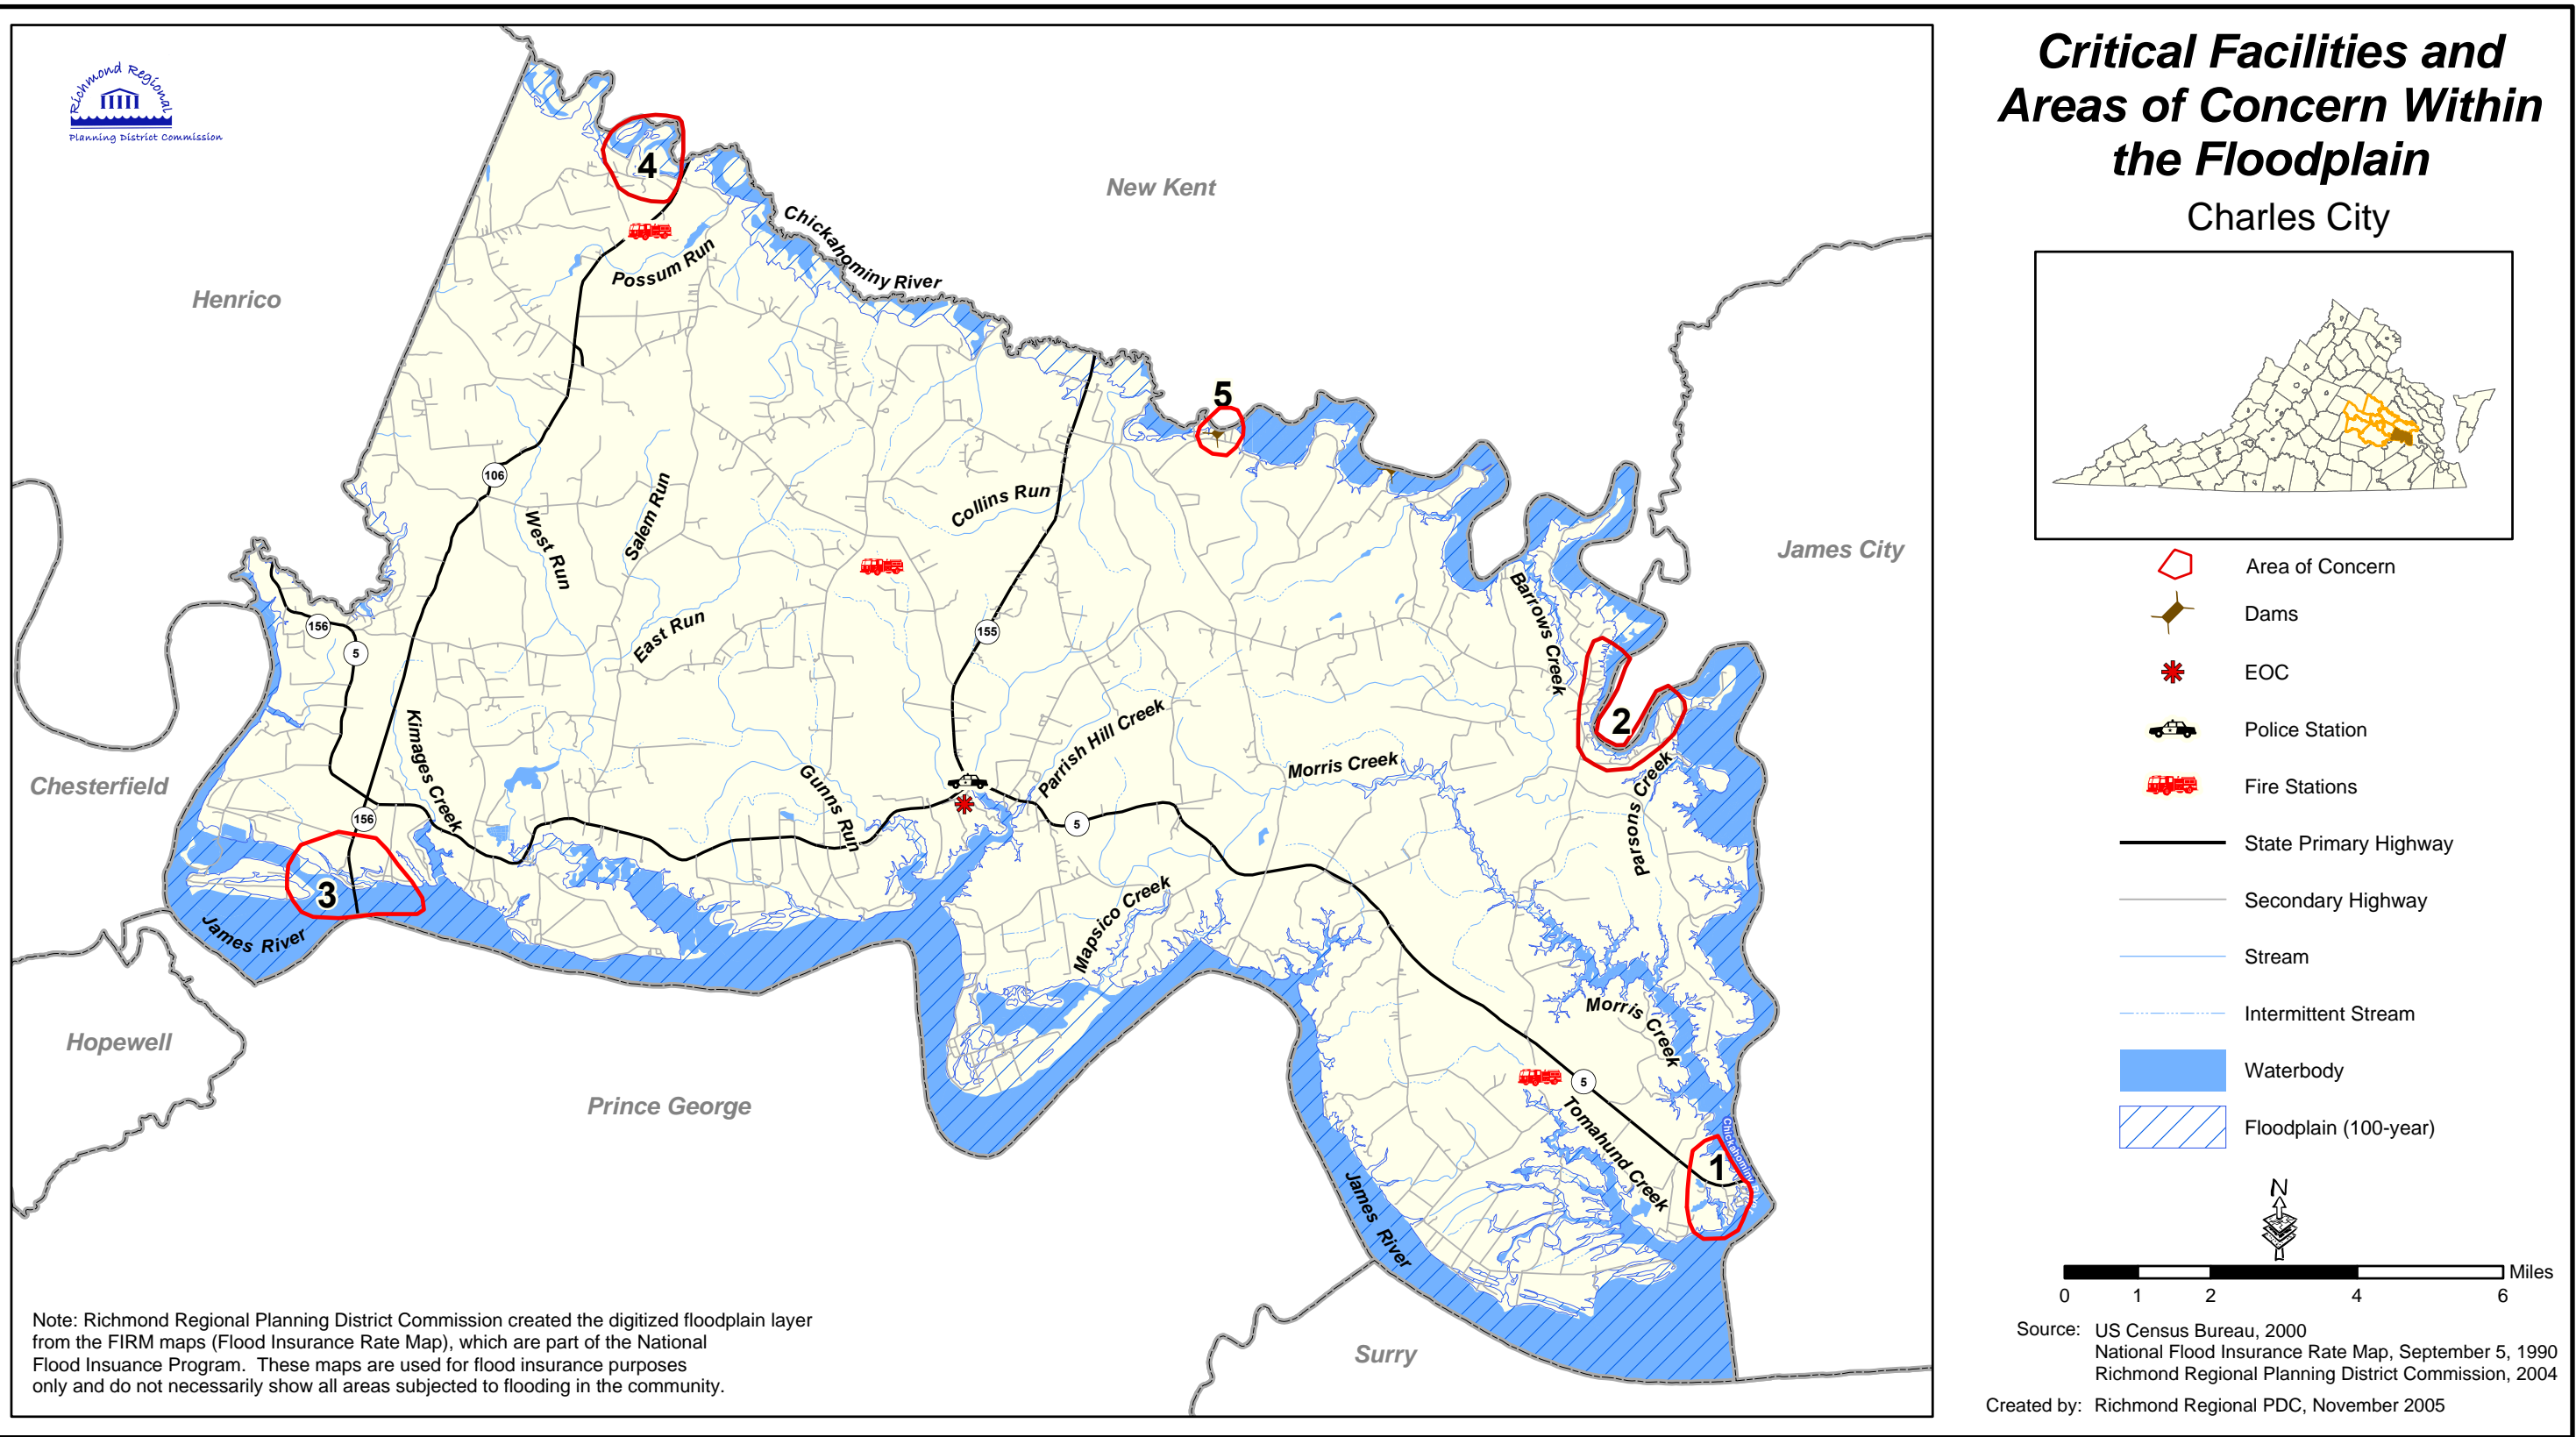 Richmond Regional
Planning District Commission
Critical Facilities and
Areas of Concern Within
the Floodplain
Charles City
4
New Kent
Chickahominy River
Possum Run
Henrico
5
106
Collins Run
Salem Run
West Run
James City
156
5
East Run
155
Barrows Creek
2
Kimages Creek
Parrish Hill Creek
Morris Creek
Gunns Run
Chesterfield
Parsons Creek
156
5
3
James River
Mapsico Creek
Hopewell
Morris Creek
Prince George
5
Tomahund Creek
Chickahominy River
1
James River
Surry
Area of Concern
Dams
EOC
Police Station
Fire Stations
State Primary Highway
Secondary Highway
Stream
Intermittent Stream
Waterbody
Floodplain (100-year)
N
Miles
0 1 2 4 6
Source: US Census Bureau, 2000
National Flood Insurance Rate Map, September 5, 1990
Richmond Regional Planning District Commission, 2004
Created by: Richmond Regional PDC, November 2005
Note: Richmond Regional Planning District Commission created the digitized floodplain layer
from the FIRM maps (Flood Insurance Rate Map), which are part of the National
Flood Insuance Program. These maps are used for flood insurance purposes
only and do not necessarily show all areas subjected to flooding in the community.